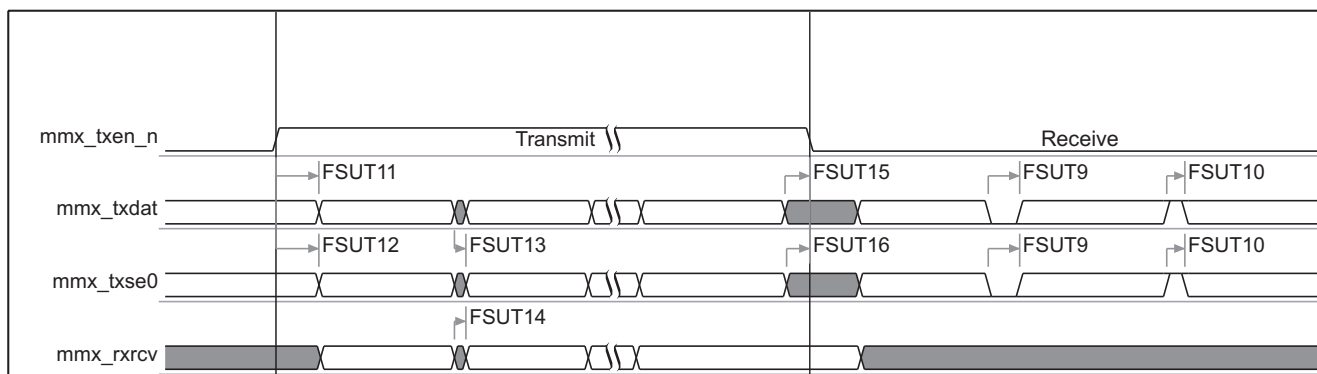 mmx_txen_n Transmit Receive
FSUT11 FSUT15 FSUT9 FSUT10
mmx_txdat
FSUT12 FSUT13 FSUT16 FSUT9 FSUT10
mmx_txse0
FSUT14
mmx_rxrcv